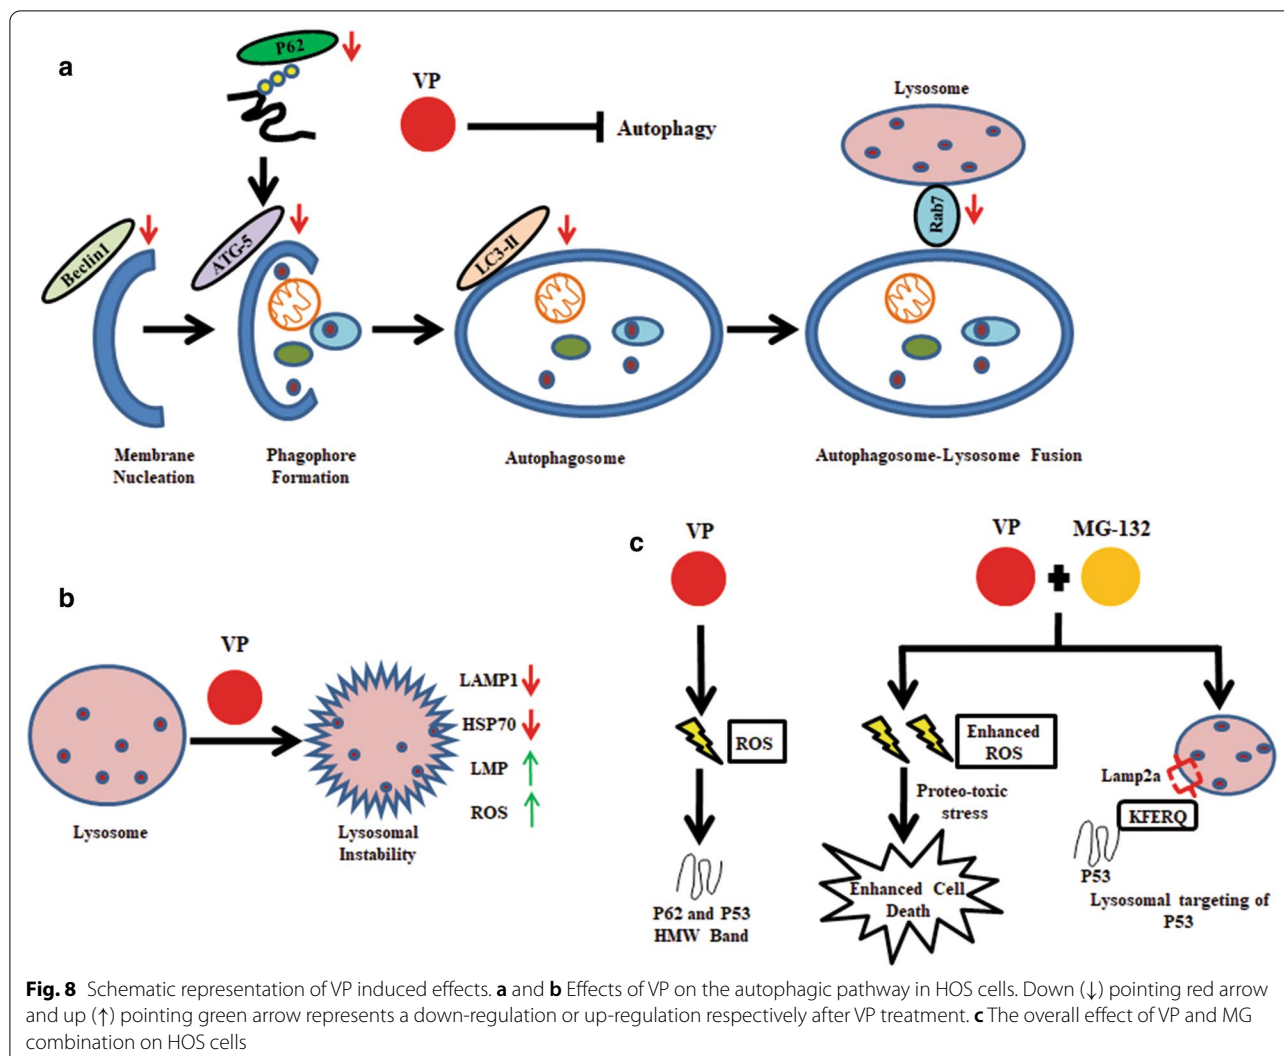 a
P62
VP
Autophagy
Lysosome
Rab7
Beclin1
ATG-5
LC3-II
Membrane
Nucleation
Phagophore
Formation
Autophagosome
Autophagosome-Lysosome Fusion
b
VP
Lysosome
Lysosomal
Instability
LAMP1
HSP70
LMP
ROS
c
VP
ROS
P62 and P53
HMW Band
VP
MG-132
Enhanced
ROS
Proteo-toxic
stress
Enhanced Cell
Death
Lamp2a
KFERQ
P53
Lysosomal targeting of
P53
Fig. 8 Schematic representation of VP induced effects. a and b Effects of VP on the autophagic pathway in HOS cells. Down (↓) pointing red arrow
and up (↑) pointing green arrow represents a down-regulation or up-regulation respectively after VP treatment. c The overall effect of VP and MG
combination on HOS cells